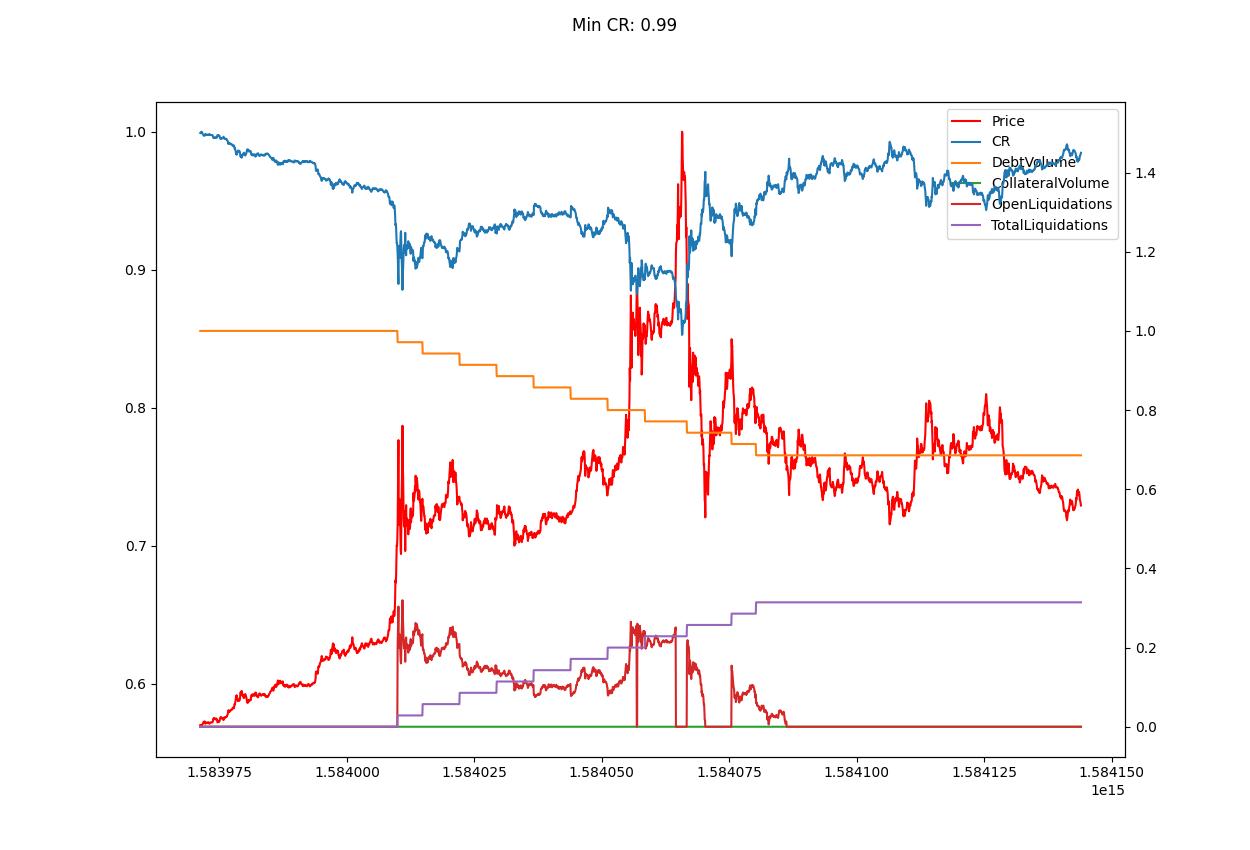 Min CR: 0.99
1.0
0.9
0.8
0.7
0.6
1.4
1.2
1.0
0.8
0.6
0.4
0.2
0.0
Price
CR
DebtVolume
CollateralVolume
OpenLiquidations
TotalLiquidations
1.583975 1.584000 1.584025 1.584050 1.584075 1.584100 1.584125 1.584150
1e15